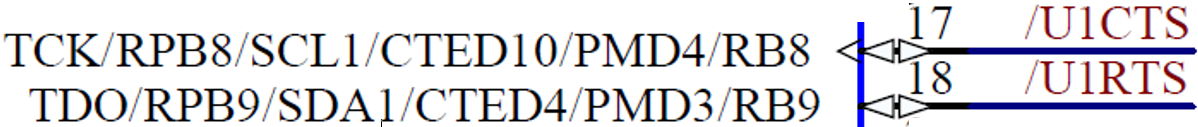 TCK/RPB8/SCL1/CTED10/PMD4/RB8 17 /U1CTS
TDO/RPB9/SDA1/CTED4/PMD3/RB9 18 /U1RTS